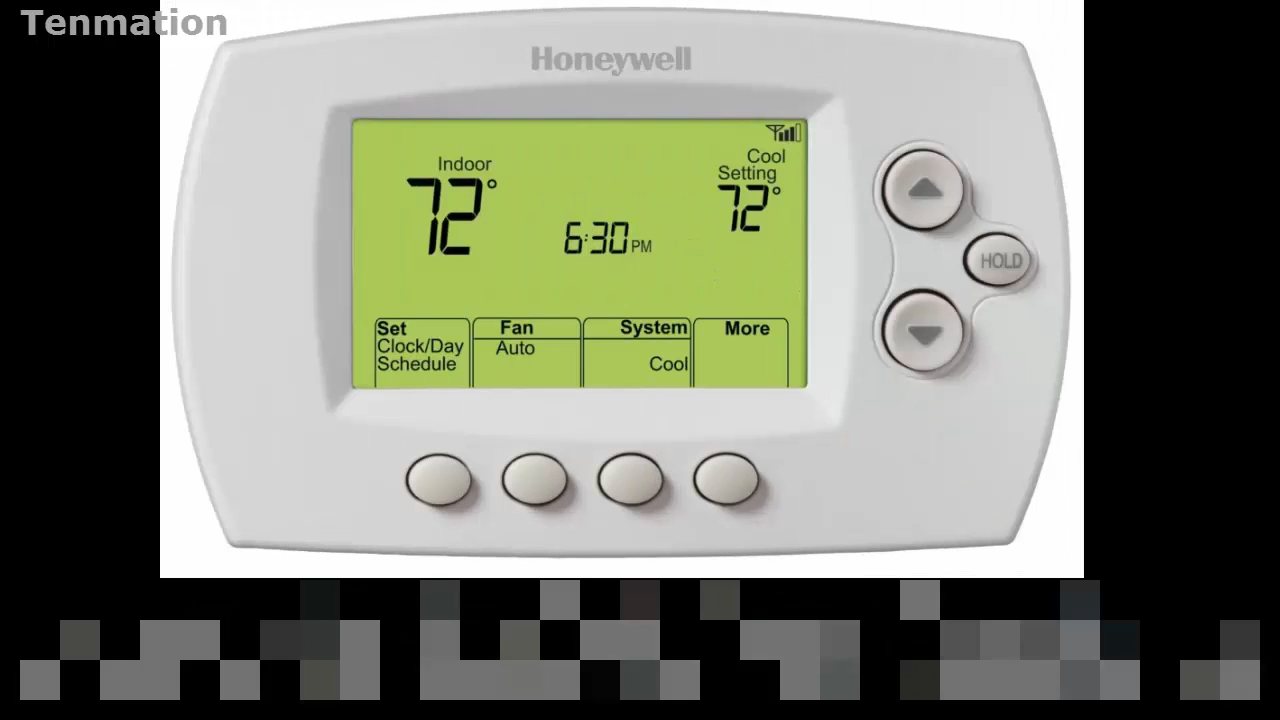 Tenmation
Honeywell
Indoor
72°
6:30 PM
Cool
Setting
72°
Set
Clock/Day
Schedule
Fan
Auto
System
Cool
More
HOLD